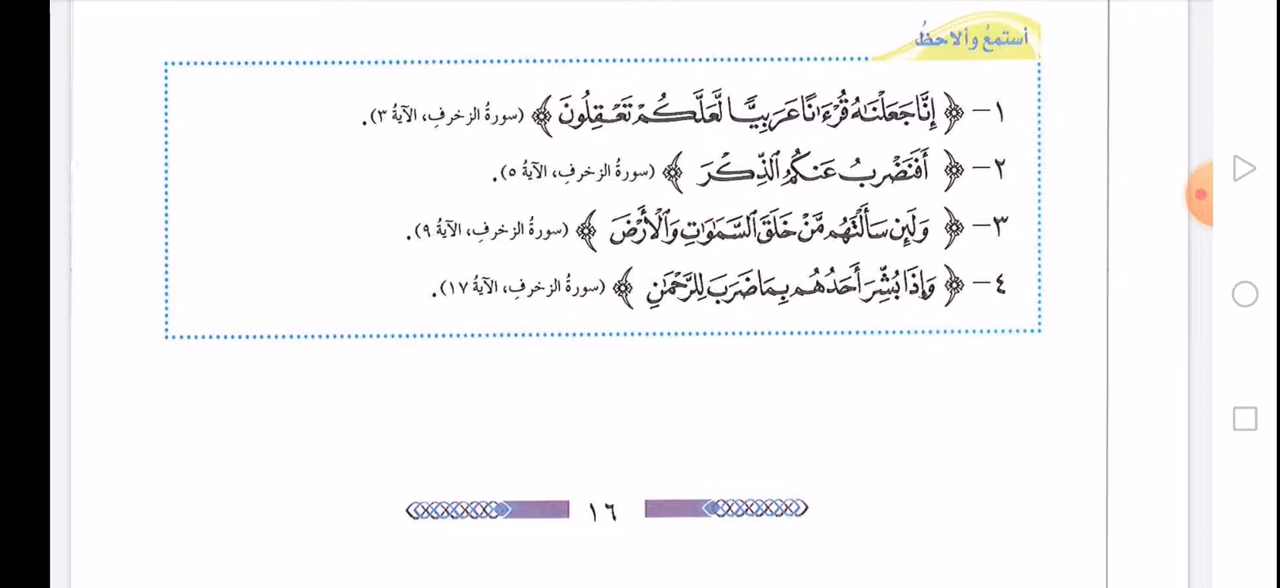 أستمعُ وألاحظُ
١- ﴿ إِنَّا جَعَلْنَٰهُ قُرْءَٰنًا عَرَبِيًّا لَّعَلَّكُمْ تَعْقِلُونَ ﴾ (سورةُ الزخرفِ، الآيةُ ٣).
٢- ﴿ أَفَنَضْرِبُ عَنكُمُ ٱلذِّكْرَ ﴾ (سورةُ الزخرفِ، الآيةُ ٥).
٣- ﴿ وَلَئِن سَأَلْتَهُم مَّنْ خَلَقَ ٱلسَّمَٰوَٰتِ وَٱلْأَرْضَ ﴾ (سورةُ الزخرفِ، الآيةُ ٩).
٤- ﴿ وَإِذَا بُشِّرَ أَحَدُهُم بِمَا ضَرَبَ لِلرَّحْمَٰنِ ﴾ (سورةُ الزخرفِ، الآيةُ ١٧).
١٦